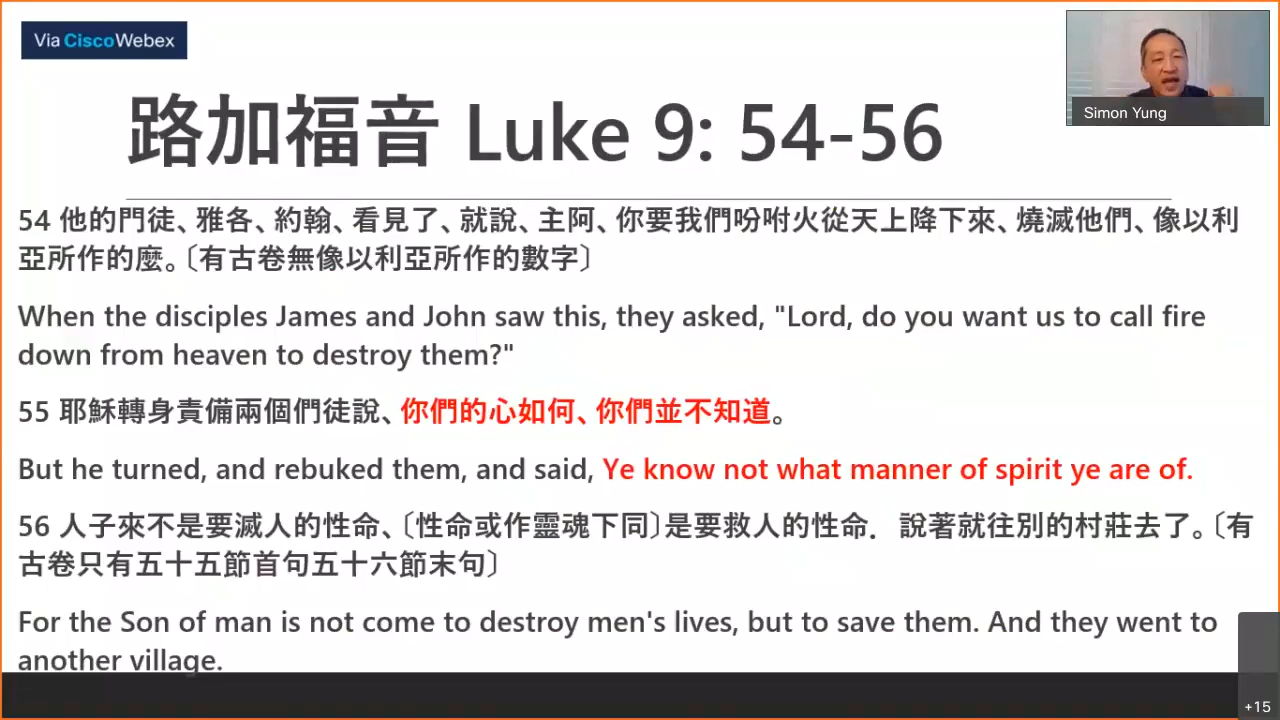 Via CiscoWebex
Simon Yung
路加福音 Luke 9: 54-56
54 他的門徒、雅各、約翰、看見了、就說、主阿、你要我們吩咐火從天上降下來、燒滅他們、像以利
亞所作的麼。〔有古卷無像以利亞所作的數字〕
When the disciples James and John saw this, they asked, "Lord, do you want us to call fire
down from heaven to destroy them?"
55 耶穌轉身責備兩個們徒說、你們的心如何、你們並不知道。
But he turned, and rebuked them, and said, Ye know not what manner of spirit ye are of.
56 人子來不是要滅人的性命、〔性命或作靈魂下同〕是要救人的性命．說著就往別的村莊去了。〔有
古卷只有五十五節首句五十六節末句〕
For the Son of man is not come to destroy men's lives, but to save them. And they went to
another village.
+15